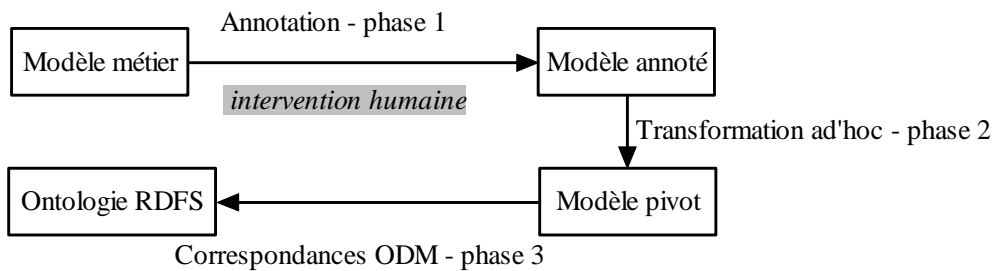 Annotation - phase 1
Modèle métier
Modèle annoté
intervention humaine
Transformation ad'hoc - phase 2
Ontologie RDFS
Modèle pivot
Correspondances ODM - phase 3